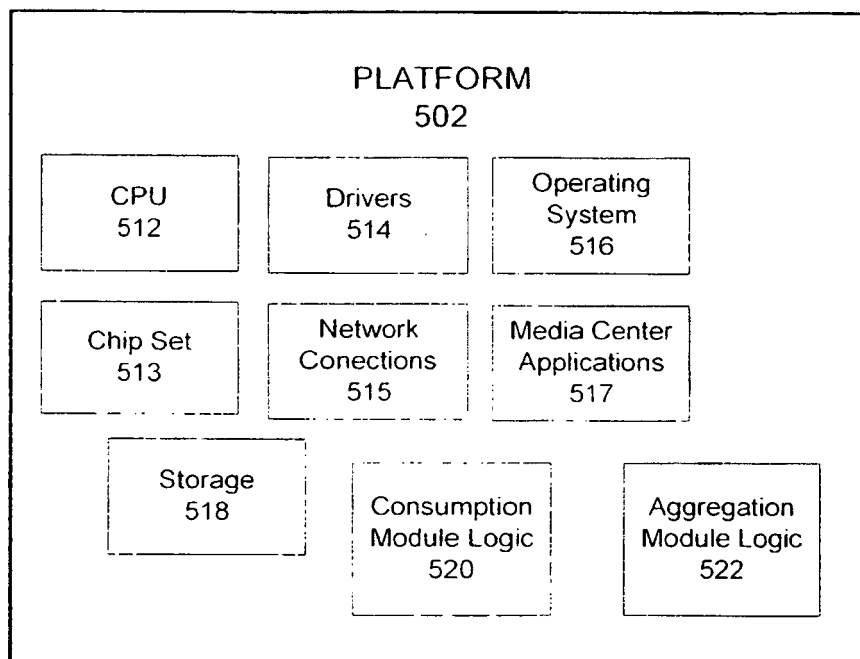 PLATFORM
502
CPU
512
Drivers
514
Operating
System
516
Chip Set
513
Network
Conections
515
Media Center
Applications
517
Storage
518
Consumption
Module Logic
520
Aggregation
Module Logic
522